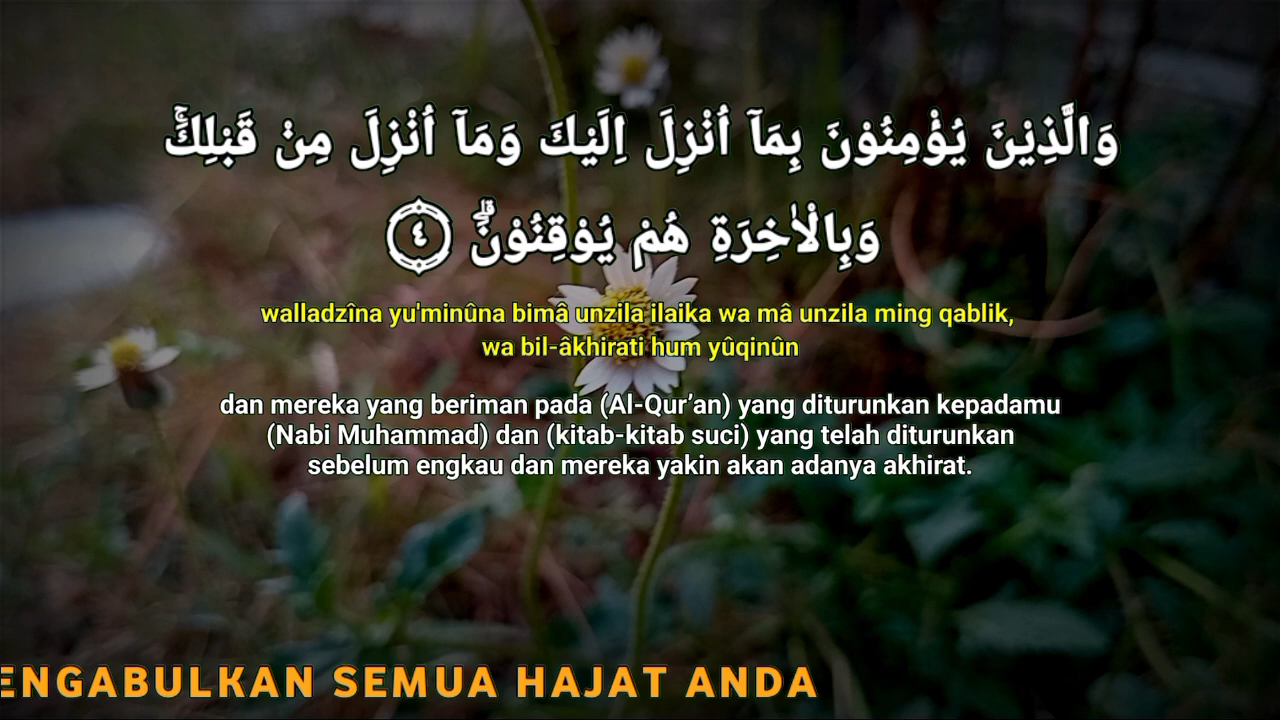 وَالَّذِيْنَ يُؤْمِنُوْنَ بِمَآ اُنْزِلَ اِلَيْكَ وَمَآ اُنْزِلَ مِنْ قَبْلِكَۚ
وَبِالْاٰخِرَةِ هُمْ يُوْقِنُوْنَۗ ٤
walladzîna yu'minûna bimâ unzila ilaika wa mâ unzila ming qablik,
wa bil-âkhirati hum yûqinûn
dan mereka yang beriman pada (Al-Qur’an) yang diturunkan kepadamu
(Nabi Muhammad) dan (kitab-kitab suci) yang telah diturunkan
sebelum engkau dan mereka yakin akan adanya akhirat.
ENGABULKAN SEMUA HAJAT ANDA